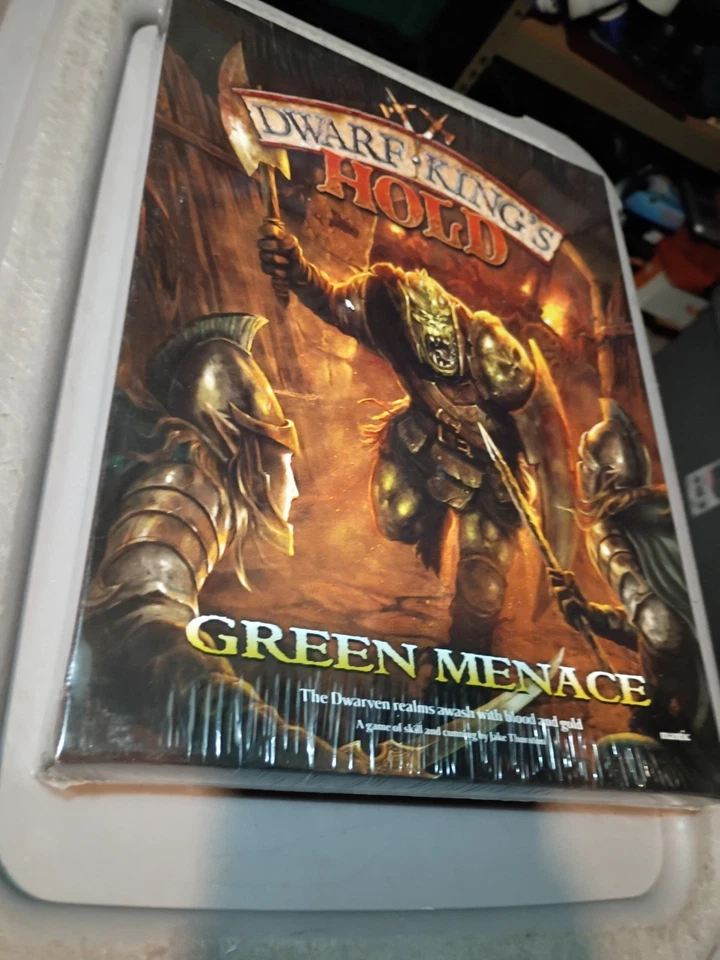 DWARF KING'S
HOLD
GREEN MENACE
The Dwarven realms awash with blood and gold
A game of skill and cunning by Jake Thornton
mantic